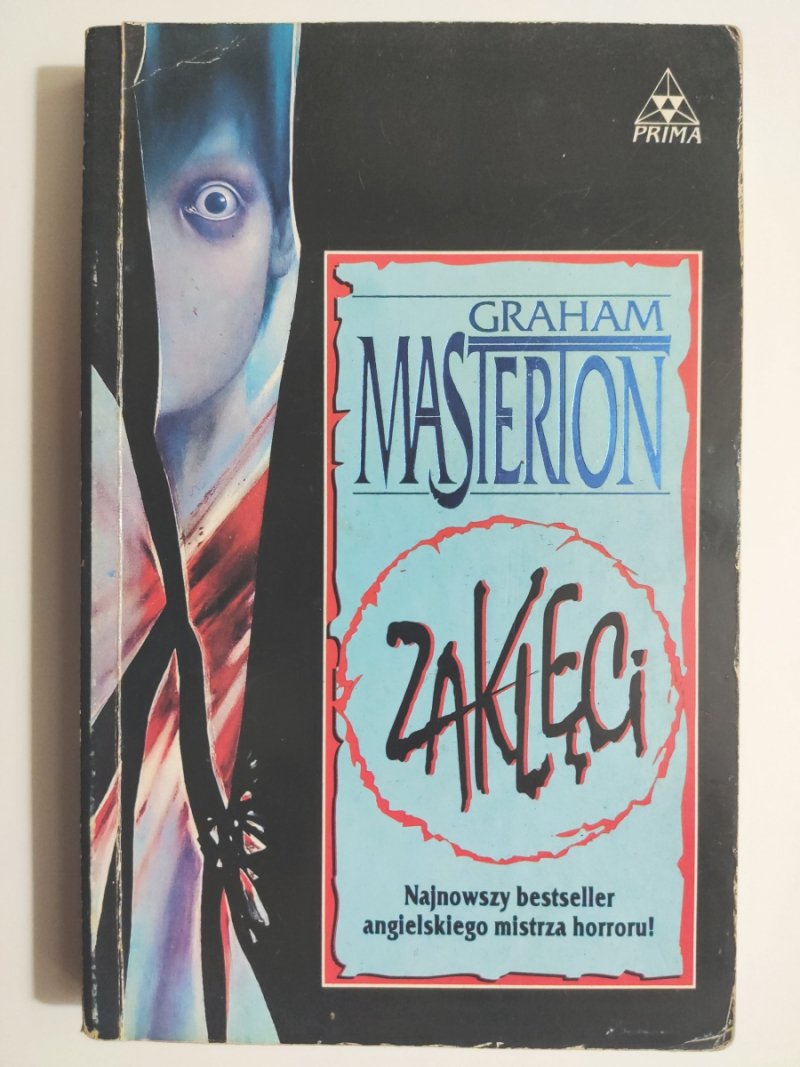 PRIMA
GRAHAM
MASTERTON
ZAKLĘCI
Najnowszy bestseller
angielskiego mistrza horroru!